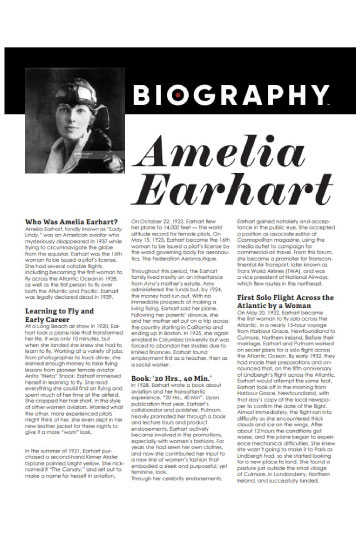 BIOGRAPHY
Amelia
Earhart
Who Was Amelia Earhart?
Amelia Earhart, fondly known as "Lady
Lindy," was an American aviator who
mysteriously disappeared in 1937 while
trying to circumnavigate the globe
from the equator. Earhart was the 16th
woman to be issued a pilot's license.
She had several notable flights,
including becoming the first woman to
fly across the Atlantic Ocean in 1928,
as well as the first person to fly over
both the Atlantic and Pacific. Earhart
was legally declared dead in 1939.
Learning to Fly and
Early Career
At a Long Beach air show in 1920, Ear-
hart took a plane ride that transformed
her life. It was only 10 minutes, but
when she landed she knew she had to
learn to fly. Working at a variety of jobs,
from photographer to truck driver, she
earned enough money to take flying
lessons from pioneer female aviator
Anita "Neta" Snook. Earhart immersed
herself in learning to fly. She read
everything she could find on flying and
spent much of her time at the airfield.
She cropped her hair short, in the style
of other women aviators. Worried what
the other, more experienced pilots
might think of her, she even slept in her
new leather jacket for three nights to
give it a more "worn" look.
In the summer of 1921, Earhart pur-
chased a second-hand Kinner Airster
biplane painted bright yellow. She nick-
named it "The Canary," and set out to
make a name for herself in aviation.
On October 22, 1922, Earhart flew
her plane to 14,000 feet — the world
altitude record for female pilots. On
May 15, 1923, Earhart became the 16th
woman to be issued a pilot's license by
the world governing body for aeronau-
tics, The Federation Aeronautique.
Throughout this period, the Earhart
family lived mostly on an inheritance
from Amy's mother's estate. Amy
administered the funds but, by 1924,
the money had run out. With no
immediate prospects of making a
living flying, Earhart sold her plane.
Following her parents' divorce, she
and her mother set out on a trip across
the country starting in California and
ending up in Boston. In 1925, she again
enrolled in Columbia University but was
forced to abandon her studies due to
limited finances. Earhart found
employment first as a teacher, then as
a social worker.
Book: '20 Hrs., 40 Min.'
In 1928, Earhart wrote a book about
aviation and her transatlantic
experience, "20 Hrs., 40 Min". Upon
publication that year, Earhart's
collaborator and publisher, Putnam,
heavily promoted her through a book
and lecture tours and product
endorsements. Earhart actively
became involved in the promotions,
especially with women's fashions. For
years she had sewn her own clothes,
and now she contributed her input to
a new line of women's fashion that
embodied a sleek and purposeful, yet
feminine, look.
Through her celebrity endorsements,
Earhart gained notoriety and accep-
tance in the public eye. She accepted
a position as associate editor at
Cosmopolitan magazine, using the
media outlet to campaign for
commercial air travel. From this forum,
she became a promoter for Transcon-
tinental Air Transport, later known as
Trans World Airlines (TWA), and was
a vice president of National Airways,
which flew routes in the northeast.
First Solo Flight Across the
Atlantic by a Woman
On May 20, 1932, Earhart became
the first woman to fly solo across the
Atlantic, in a nearly 15-hour voyage
from Harbour Grace, Newfoundland to
Culmore, Northern Ireland. Before their
marriage, Earhart and Putnam worked
on secret plans for a solo flight across
the Atlantic Ocean. By early 1932, they
had made their preparations and an-
nounced that, on the fifth anniversary
of Lindbergh's flight across the Atlantic,
Earhart would attempt the same feat.
Earhart took off in the morning from
Harbour Grace, Newfoundland, with
that day's copy of the local newspa-
per to confirm the date of the flight.
Almost immediately, the flight ran into
difficulty as she encountered thick
clouds and ice on the wings. After
about 12 hours the conditions got
worse, and the plane began to experi-
ence mechanical difficulties. She knew
she wasn't going to make it to Paris as
Lindbergh had, so she started looking
for a new place to land. She found a
pasture just outside the small village
of Culmore, in Londonderry, Northern
Ireland, and successfully landed.